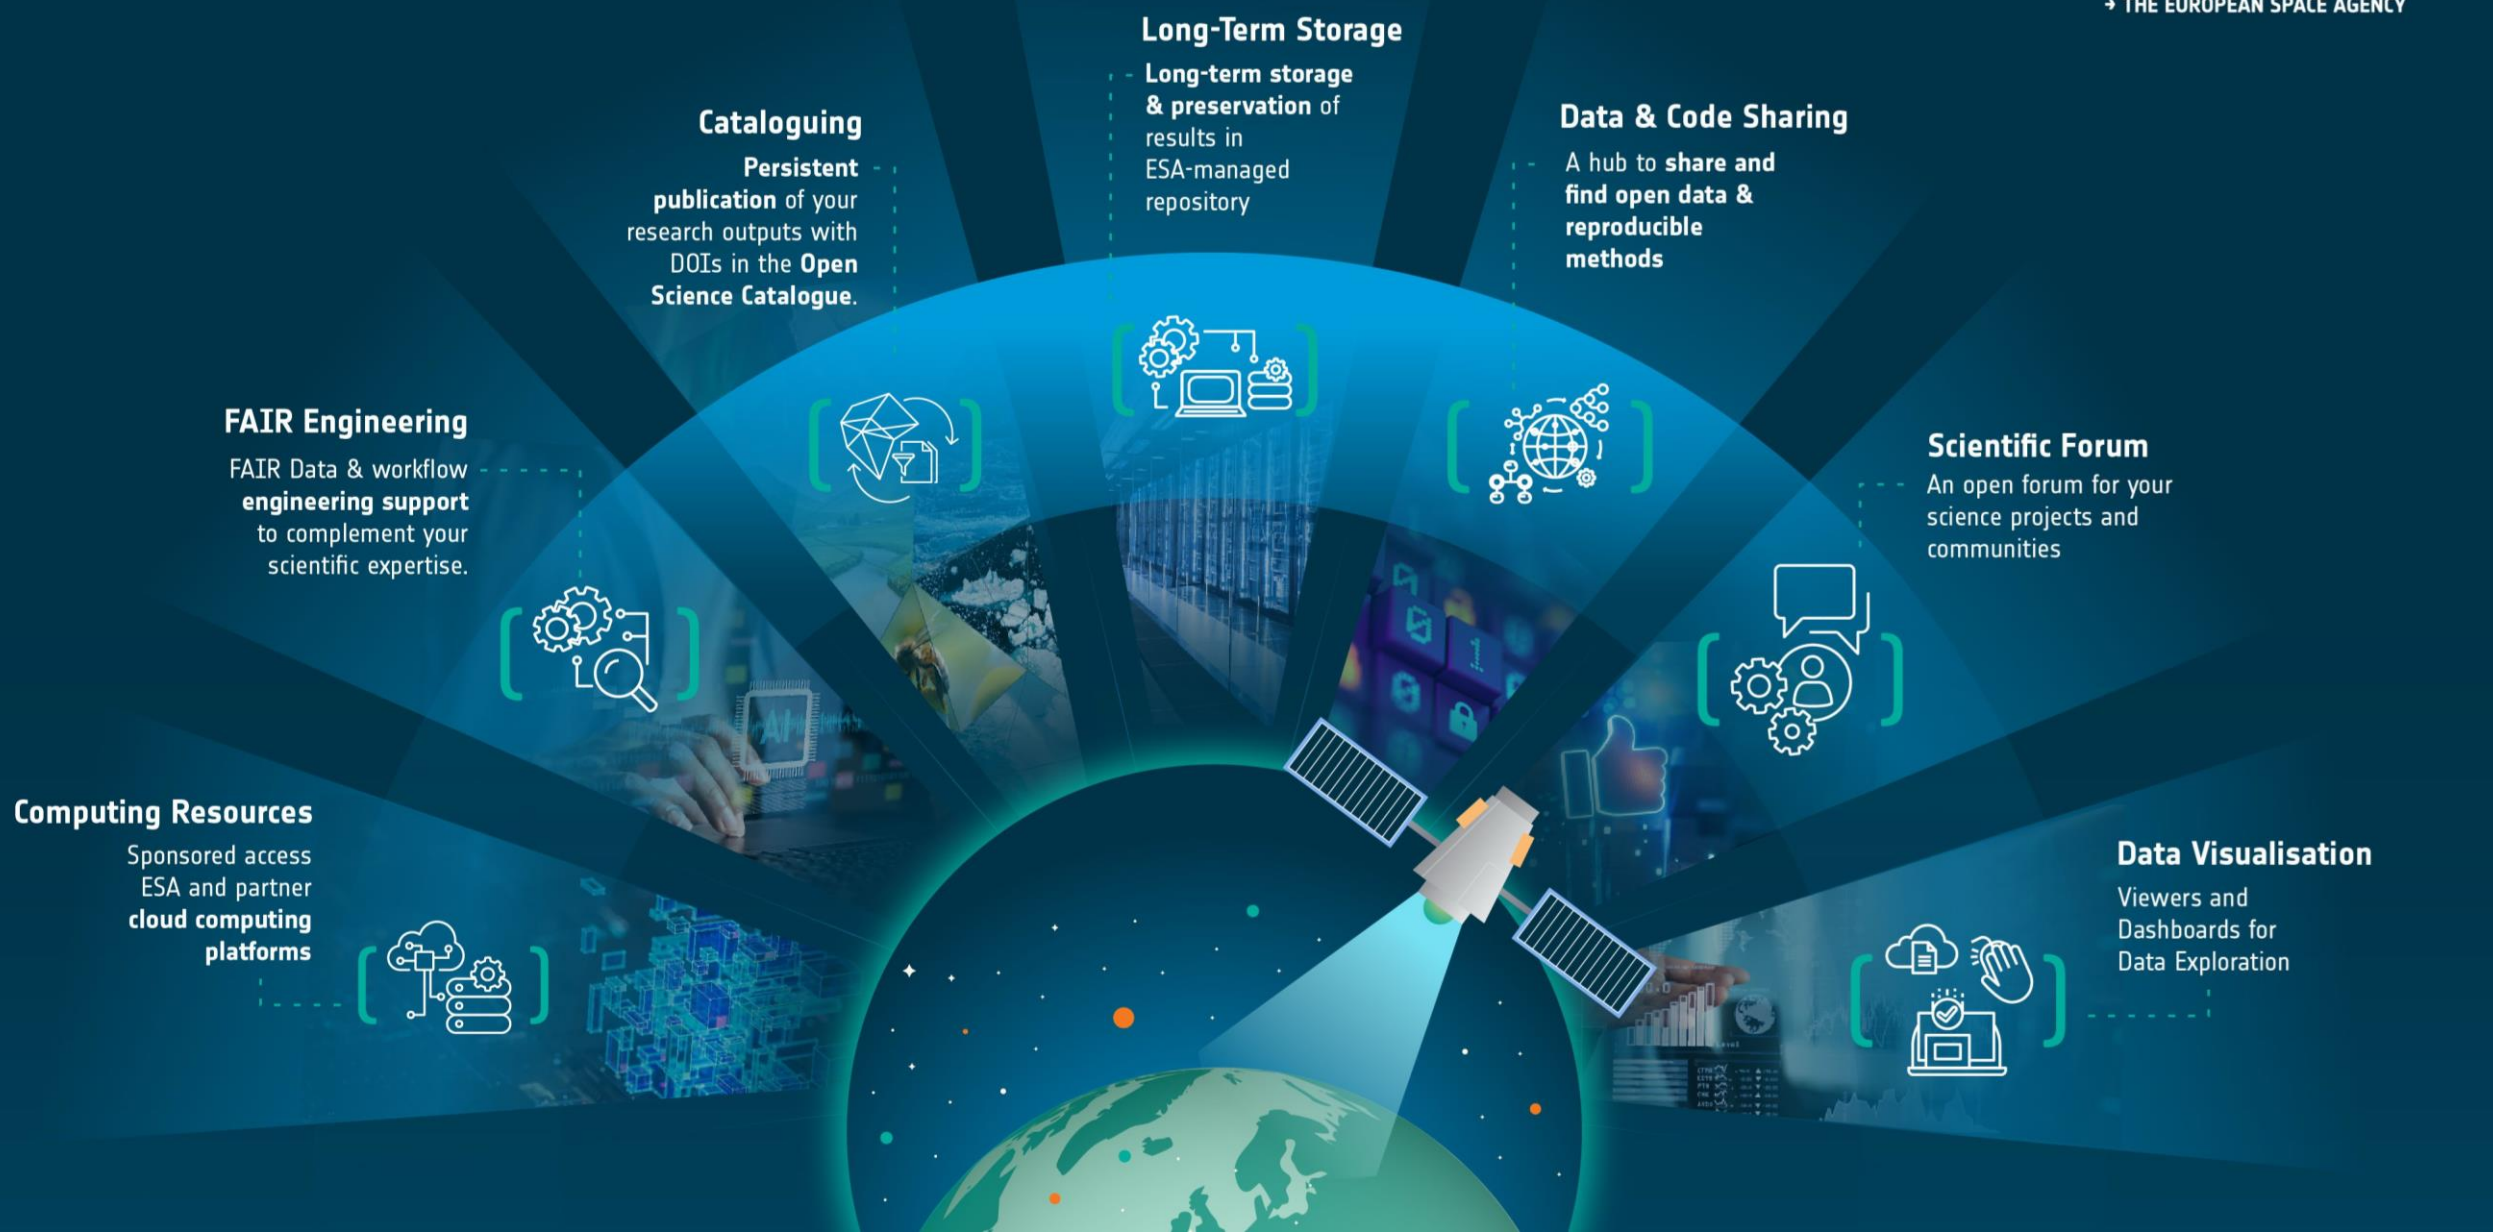 → THE EUROPEAN SPACE AGENCY
Long-Term Storage
Long-term storage
& preservation of
results in
ESA-managed
repository
Cataloguing
Persistent
publication of your
research outputs with
DOIs in the Open
Science Catalogue.
Data & Code Sharing
A hub to share and
find open data &
reproducible
methods
FAIR Engineering
FAIR Data & workflow
engineering support
to complement your
scientific expertise.
Scientific Forum
An open forum for your
science projects and
communities
Computing Resources
Sponsored access
ESA and partner
cloud computing
platforms
Data Visualisation
Viewers and
Dashboards for
Data Exploration
AI